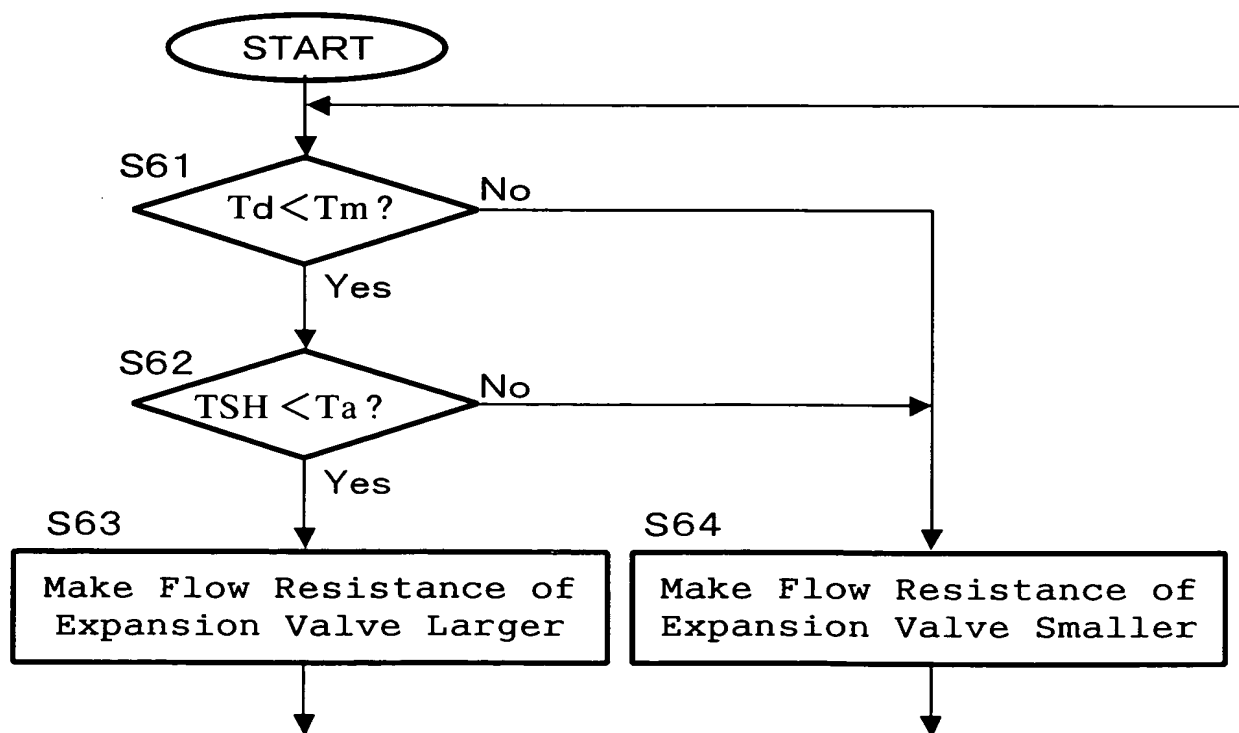 START
S61
Td<Tm?
No
Yes
S62
TSH <Ta?
No
Yes
S63
Make Flow Resistance of
Expansion Valve Larger
S64
Make Flow Resistance of
Expansion Valve Smaller